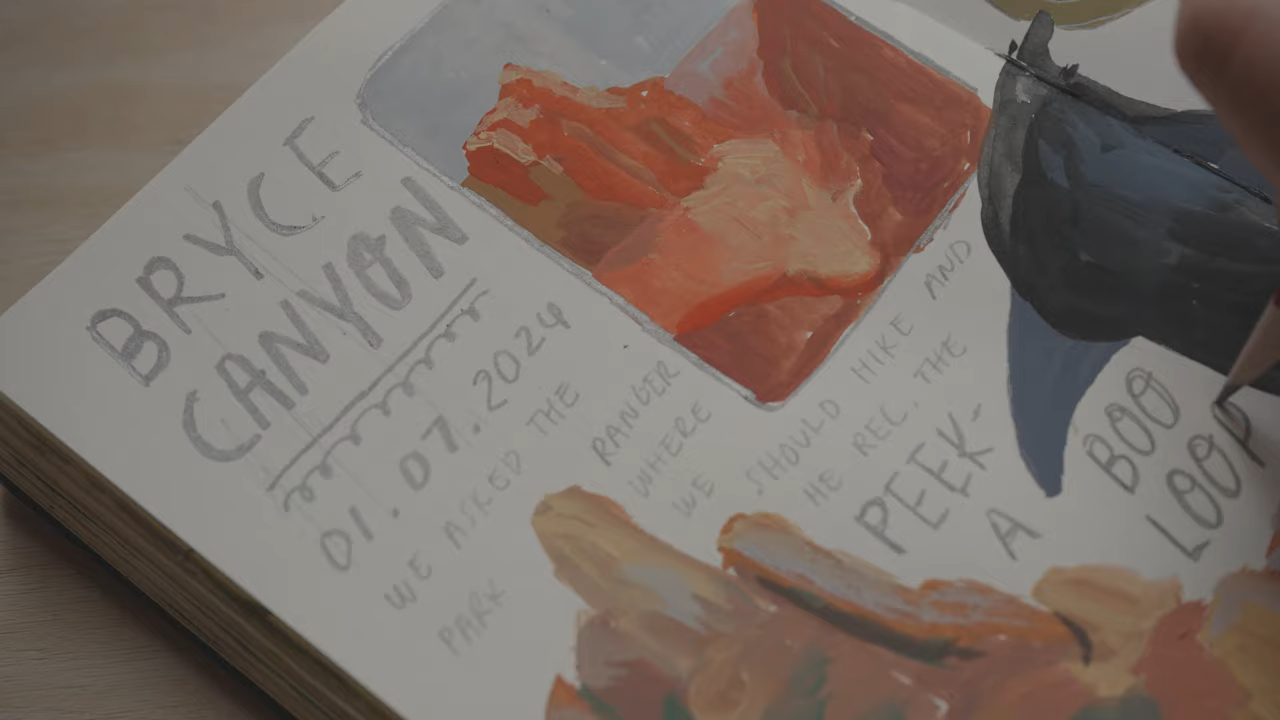 BRYCE
CANYON
01.07.2024
WE ASKED THE
PARK RANGER
WHERE
WE SHOULD HIKE AND
HE REC. THE
PEEK-
A BOO
LOOP